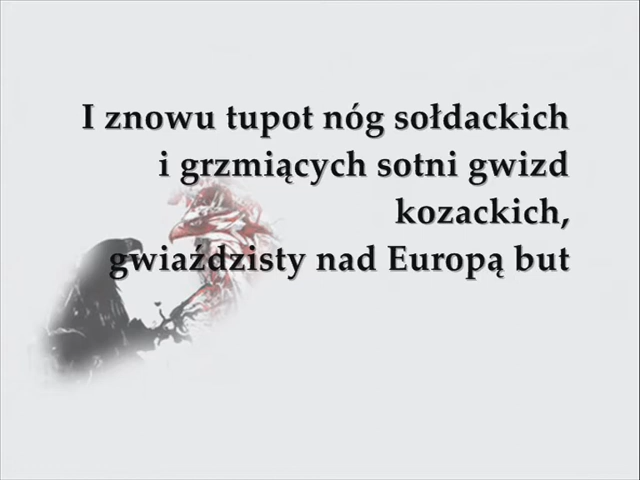 I znowu tupot nóg sołdackich
i grzmiących sotni gwizd
kozackich,
gwiaździsty nad Europą but